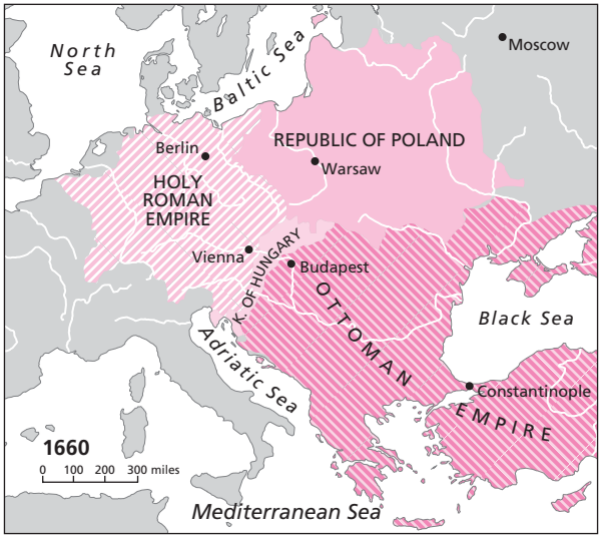 North
Sea
Baltic Sea
Moscow
REPUBLIC OF POLAND
Berlin
Warsaw
HOLY
ROMAN
EMPIRE
Vienna
K. OF HUNGARY
Budapest
OTTOMAN
EMPIRE
Black Sea
Adriatic Sea
Constantinople
1660
0 100 200 300 miles
Mediterranean Sea